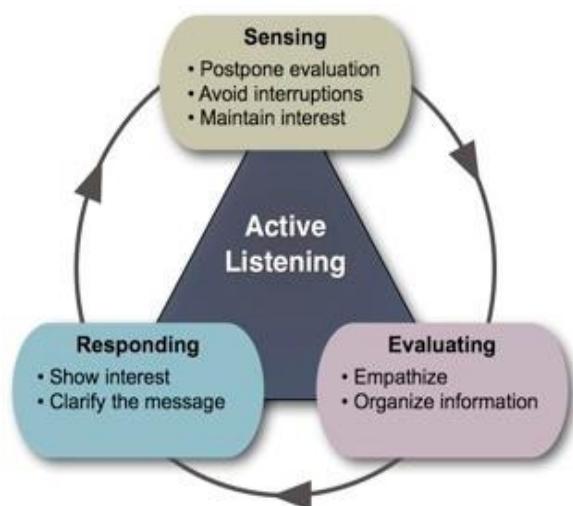 Sensing
• Postpone evaluation
• Avoid interruptions
• Maintain interest
Active
Listening
Responding
• Show interest
• Clarify the message
Evaluating
• Empathize
• Organize information